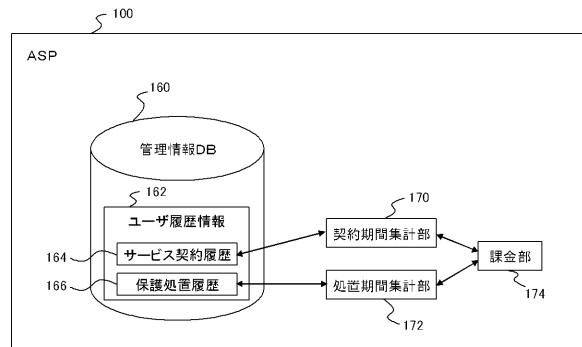 100
ASP
160
管理情報DB
162
170
ユーザ履歴情報
契約期間集計部
164
サービス契約履歴
課金部
166
保護処置履歴
処置期間集計部
174
172